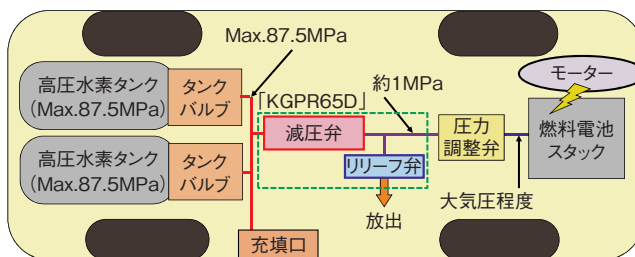 Max.87.5MPa
モーター
高圧水素タンク
(Max.87.5MPa)
タンク
バルブ
「KGPR65D」
約1MPa
減圧弁
圧力
調整弁
燃料電池
スタック
高圧水素タンク
(Max.87.5MPa)
タンク
バルブ
リリーフ弁
放出
大気圧程度
充填口